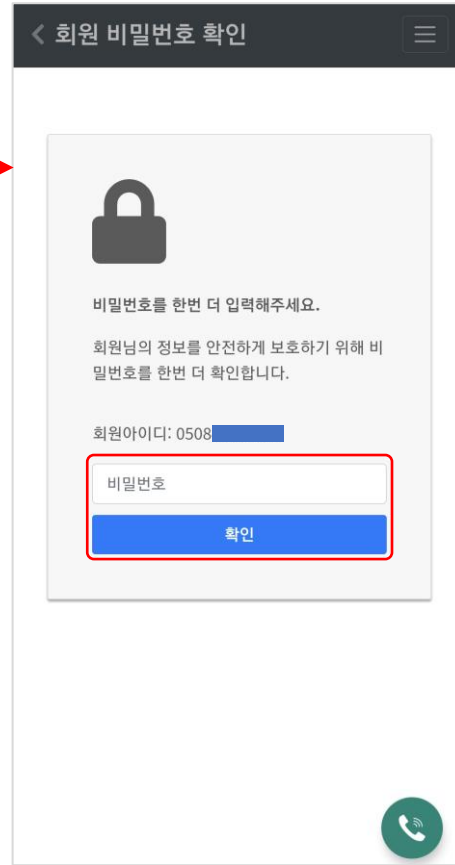 회원 비밀번호 확인
비밀번호를 한번 더 입력해주세요.
회원님의 정보를 안전하게 보호하기 위해 비
밀번호를 한번 더 확인합니다.
회원아이디: 0508
비밀번호
확인